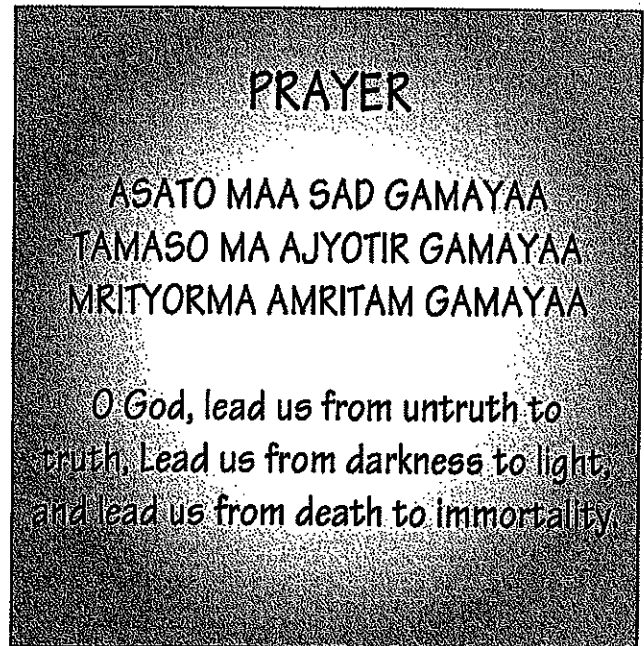 PRAYER
ASATO MAA SAD GAMAYAA
TAMASO MA AJYOTIR GAMAYAA
MRITYORMA AMRITAM GAMAYAA
O God, lead us from untruth to
truth, Lead us from darkness to light,
and lead us from death to immortality.